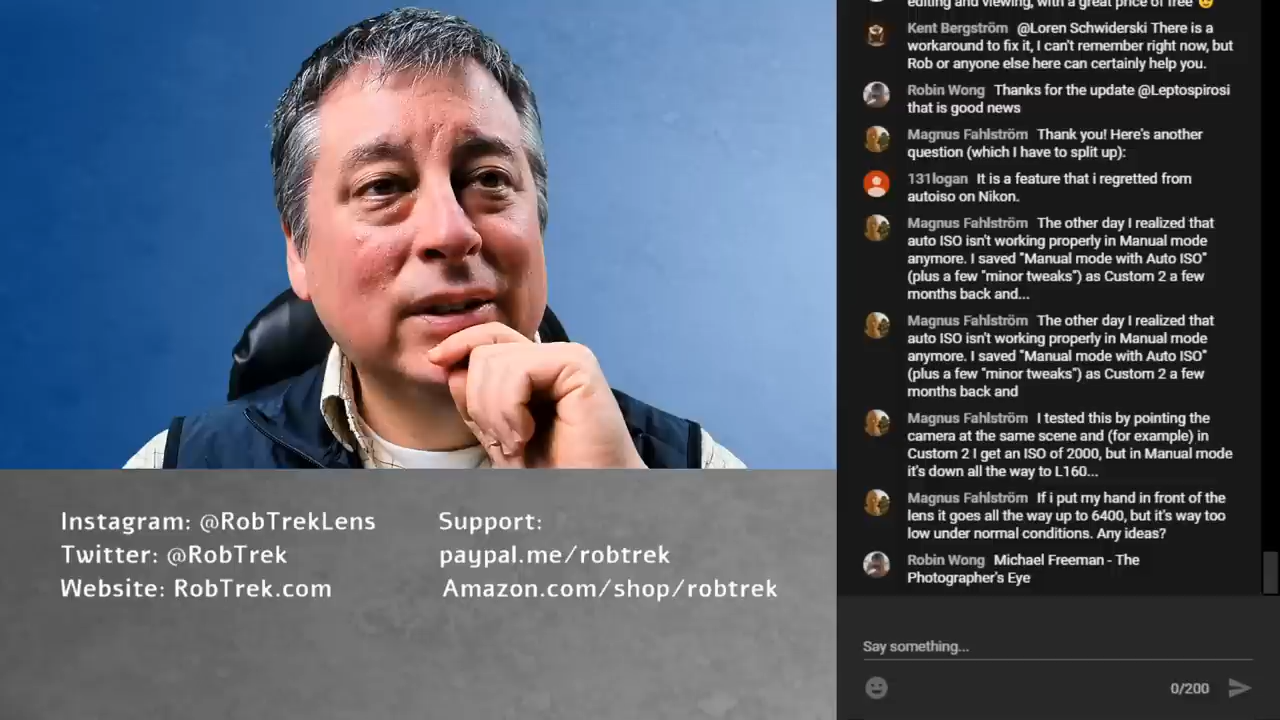 Instagram: @RobTrekLens
Twitter: @RobTrek
Website: RobTrek.com
Support:
paypal.me/robtrek
Amazon.com/shop/robtrek
editing and viewing, with a great price of free
Kent Bergström @Loren Schwiderski There is a
workaround to fix it, I can't remember right now, but
Rob or anyone else here can certainly help you.
Robin Wong Thanks for the update @Leptospirosi
that is good news
Magnus Fahlström Thank you! Here's another
question (which I have to split up):
131logan It is a feature that i regretted from
autoiso on Nikon.
Magnus Fahlström The other day I realized that
auto ISO isn't working properly in Manual mode
anymore. I saved "Manual mode with Auto ISO"
(plus a few "minor tweaks") as Custom 2 a few
months back and...
Magnus Fahlström The other day I realized that
auto ISO isn't working properly in Manual mode
anymore. I saved "Manual mode with Auto ISO"
(plus a few "minor tweaks") as Custom 2 a few
months back and
Magnus Fahlström I tested this by pointing the
camera at the same scene and (for example) in
Custom 2 I get an ISO of 2000, but in Manual mode
it's down all the way to L160...
Magnus Fahlström If i put my hand in front of the
lens it goes all the way up to 6400, but it's way too
low under normal conditions. Any ideas?
Robin Wong Michael Freeman - The
Photographer's Eye
Say something...
0/200